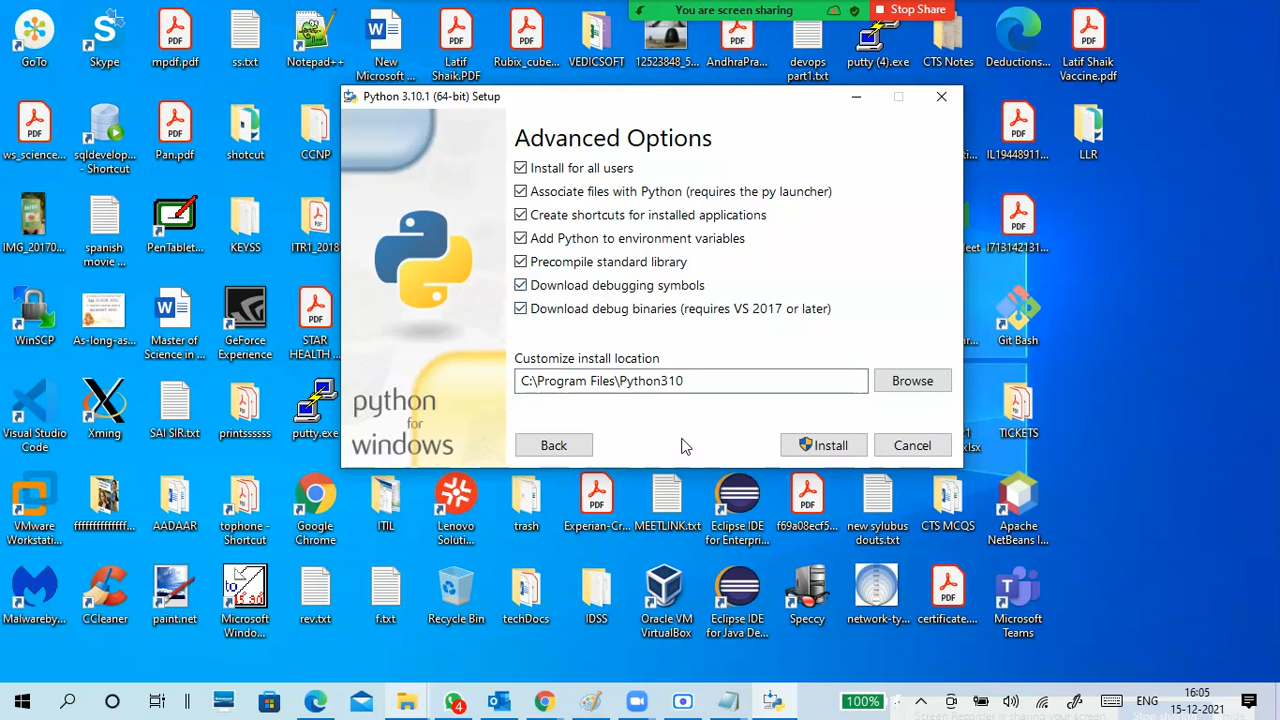 You are screen sharing
Stop Share
GoTo
Skype
mpdf.pdf
ss.txt
Notepad++
New
Microsoft ...
Latif
Shaik.PDF
Rubix_cube...
VEDICSOFT
12523848_5...
AndhraPra...
devops
part1.txt
putty (4).exe
CTS Notes
Deductions...
Latif Shaik
Vaccine.pdf
Python 3.10.1 (64-bit) Setup
Advanced Options
Install for all users
Associate files with Python (requires the py launcher)
Create shortcuts for installed applications
Add Python to environment variables
Precompile standard library
Download debugging symbols
Download debug binaries (requires VS 2017 or later)
Customize install location
C:\Program Files\Python310
Browse
Back
Install
Cancel
python
for
windows
ws_science...
sqldevelop...
- Shortcut
Pan.pdf
shotcut
CCNP
IL19448911...
LLR
IMG_20170...
spanish
movie ...
PenTablet...
KEYSS
ITR1_2018
I713142131...
WinSCP
As-long-as...
Master of
Science in ...
GeForce
Experience
STAR
HEALTH ...
Git Bash
Visual Studio
Code
Xming
SAI SIR.txt
printsssss
putty.exe
TICKETS
VMware
Workstati...
ffffffffffffff...
AADAAR
tophone -
Shortcut
Google
Chrome
ITIL
Lenovo
Soluti...
trash
Experian-Cr...
MEETLINK.txt
Eclipse IDE
for Enterpri...
f69a08ecf5...
new sylubus
douts.txt
CTS MCQS
Apache
NetBeans I...
Malwareby...
CCleaner
paint.net
Microsoft
Windo...
rev.txt
f.txt
Recycle Bin
techDocs
IDSS
Oracle VM
VirtualBox
Eclipse IDE
for Java De...
Speccy
network-ty...
certificate....
Microsoft
Teams
4
100%
ENG
16:05
15-12-2021